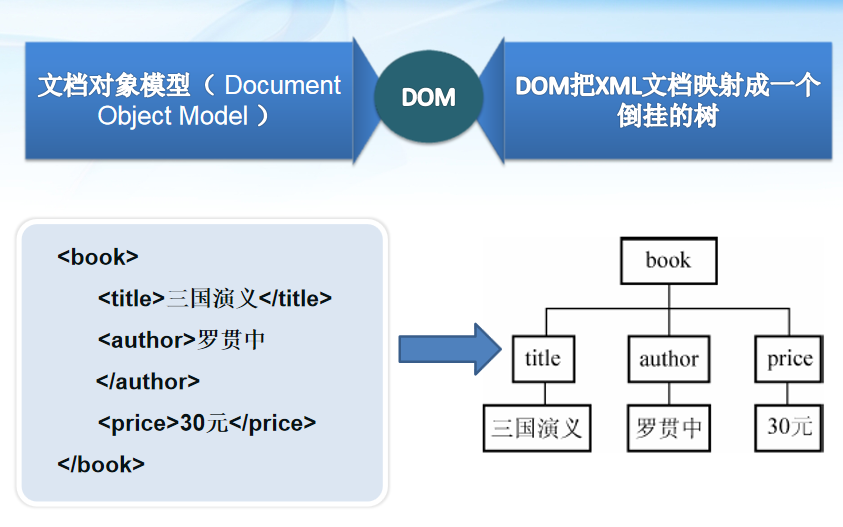 文档对象模型（ Document
Object Model ）
DOM
DOM把XML文档映射成一个
倒挂的树
<book>
<title>三国演义</title>
<author>罗贯中
</author>
<price>30元</price>
</book>
book
title
author
price
三国演义
罗贯中
30元